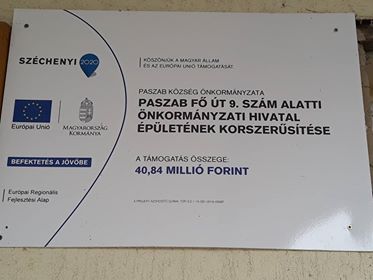 SZÉCHENYI 2020
KÖSZÖNJÜK A MAGYAR ÁLLAM
ÉS AZ EURÓPAI UNIÓ TÁMOGATÁSÁT.
PASZAB KÖZSÉG ÖNKORMÁNYZATA
PASZAB FŐ ÚT 9. SZÁM ALATTI
ÖNKORMÁNYZATI HIVATAL
ÉPÜLETÉNEK KORSZERŰSÍTÉSE
Európai Unió
MAGYARORSZÁG
KORMÁNYA
BEFEKTETÉS A JÖVŐBE
A TÁMOGATÁS ÖSSZEGE:
40,84 MILLIÓ FORINT
Európai Regionális
Fejlesztési Alap